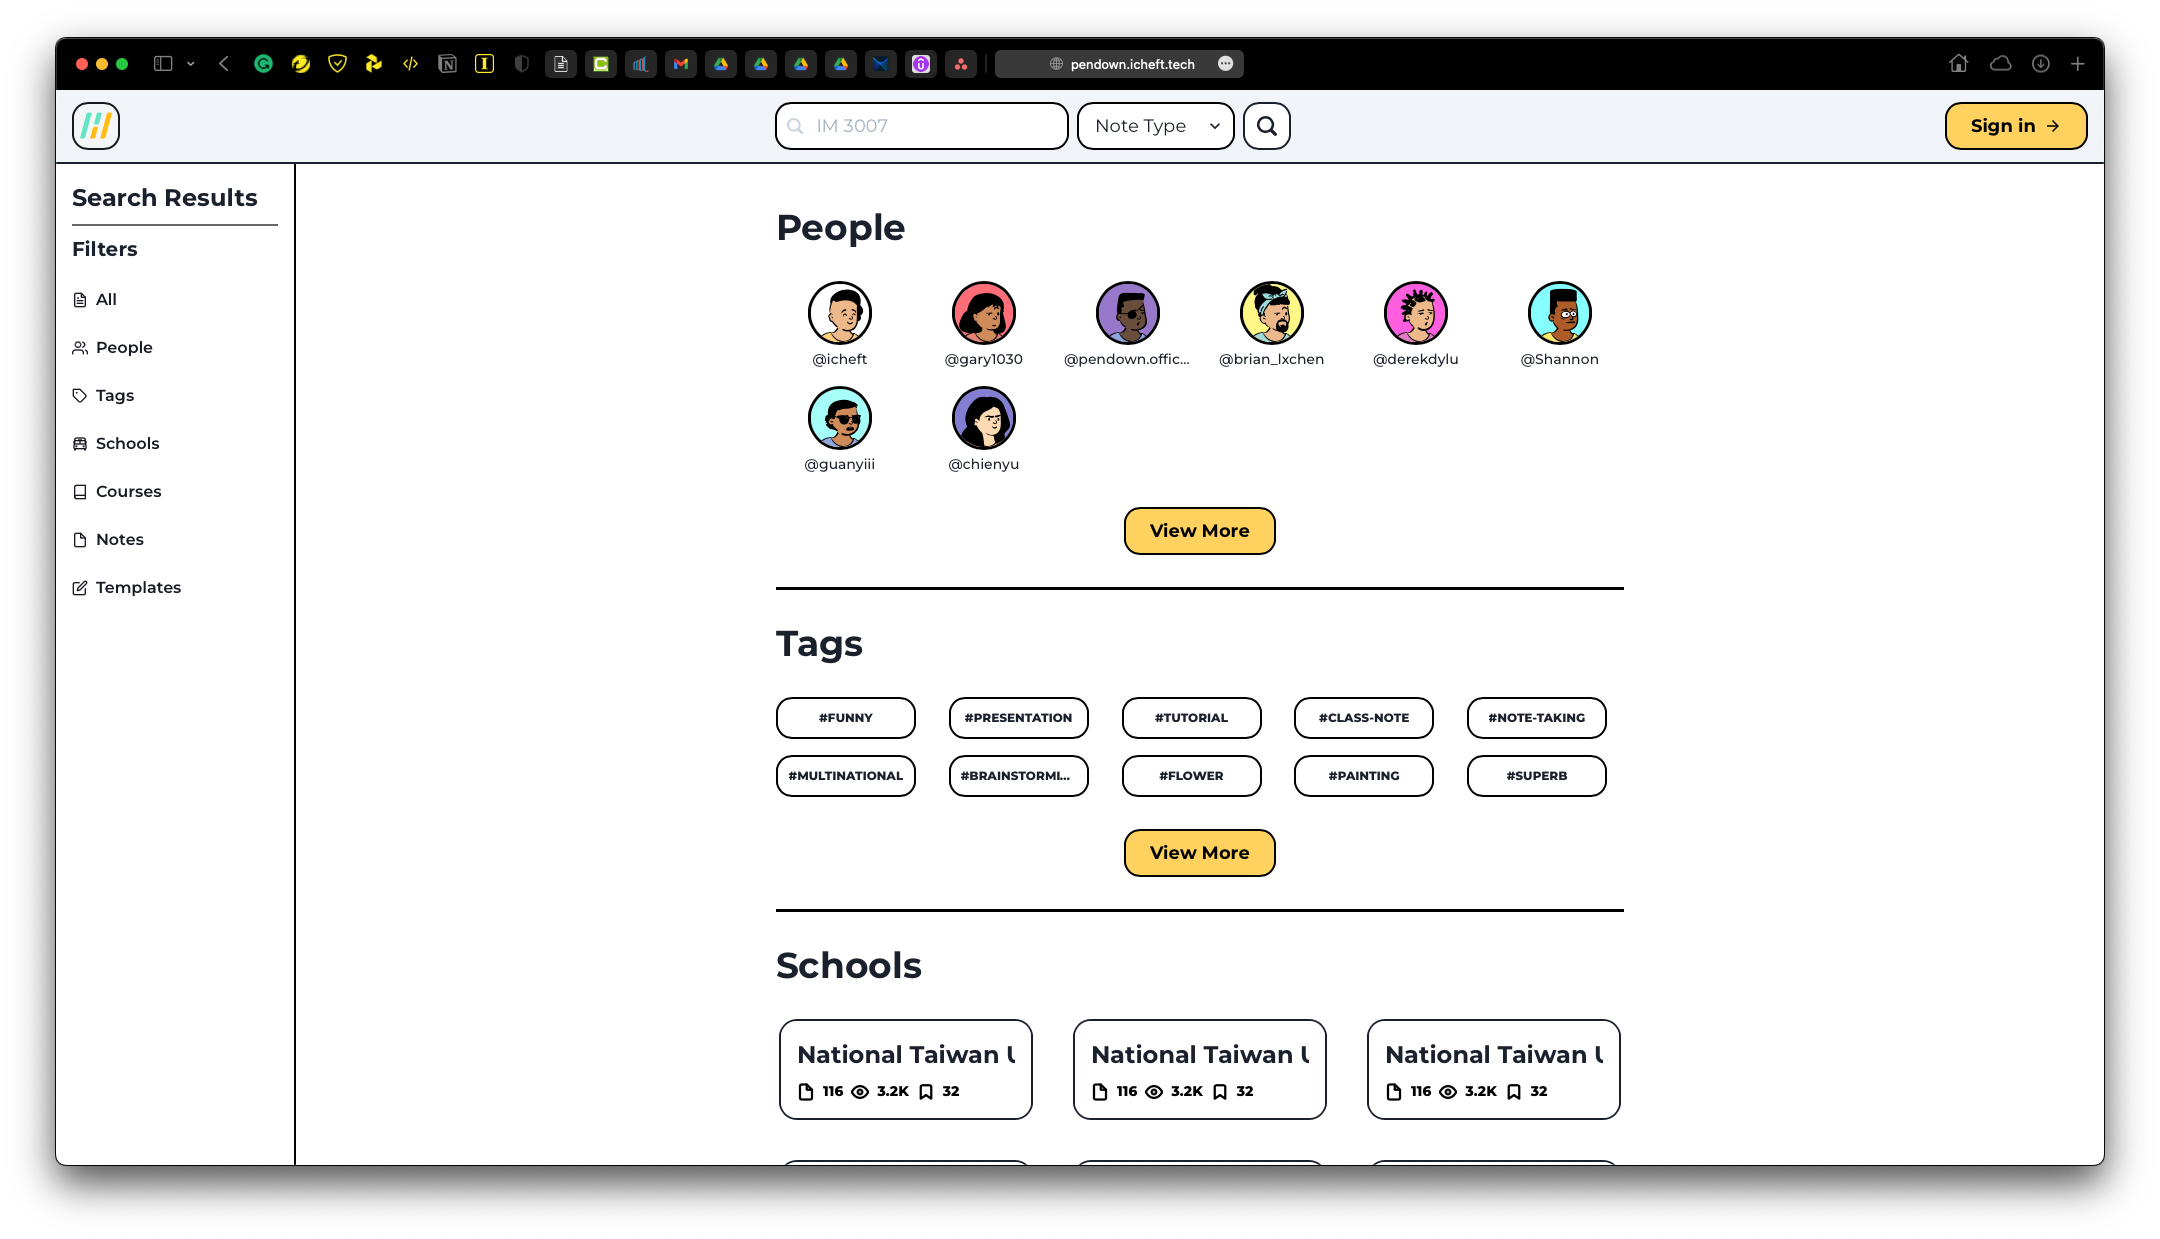 pendown.icheft.tech
IM 3007
Note Type
Sign in
Search Results
Filters
All
People
Tags
Schools
Courses
Notes
Templates
People
@icheft
@gary1030
@pendown.offic...
@brian_lxchen
@derekdylu
@Shannon
@guanyiii
@chienyu
View More
Tags
#FUNNY
#PRESENTATION
#TUTORIAL
#CLASS-NOTE
#NOTE-TAKING
#MULTINATIONAL
#BRAINSTORMI...
#FLOWER
#PAINTING
#SUPERB
View More
Schools
National Taiwan U
116 3.2K 32
National Taiwan U
116 3.2K 32
National Taiwan U
116 3.2K 32